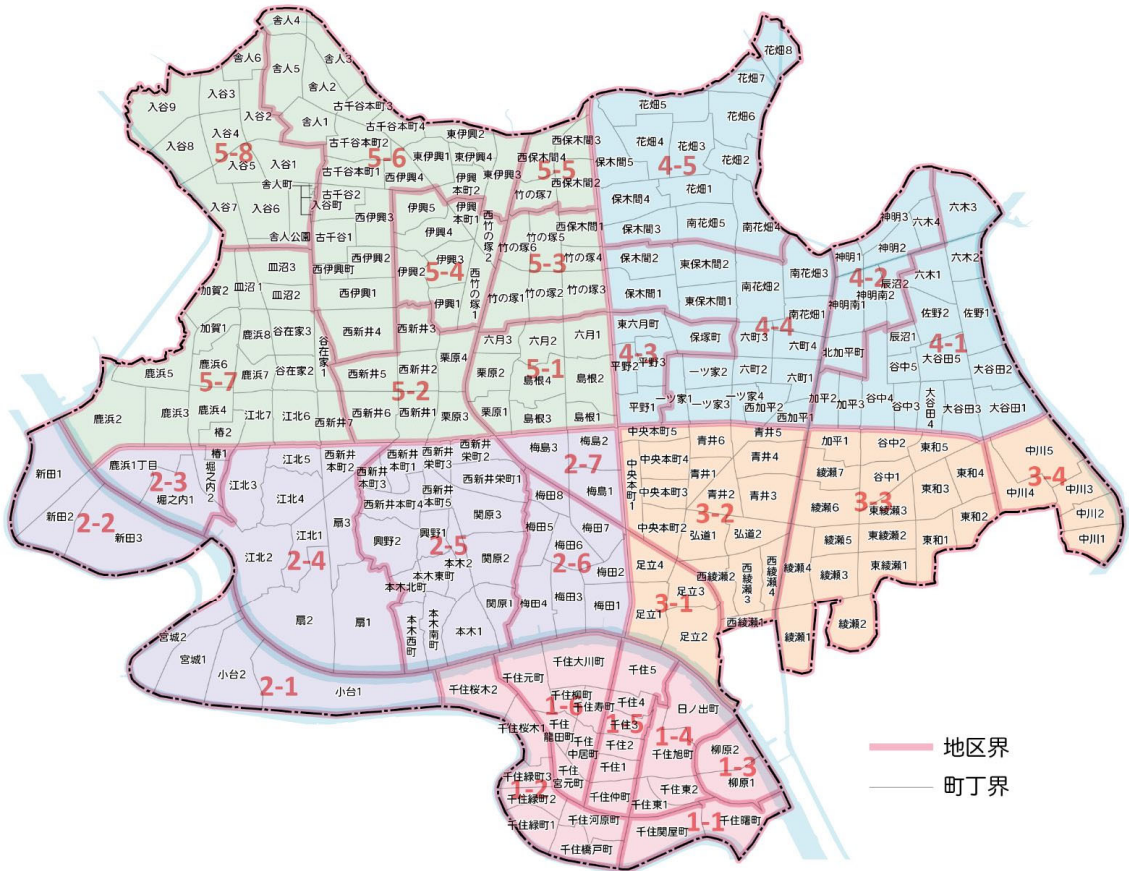 舎人4
舎人6
舎人5
舎人3
舎人2
入谷3
入谷9
古千谷本町3
入谷2
舎人1
古千谷本町4
入谷4
入谷8
5-8
古千谷本町2
5-6
東伊興2
東伊興1
東伊興4
東伊興3
入谷5
入谷1
古千谷本町1
西伊興4
伊興本町2
舎人町
古千谷2
入谷町
入谷7
入谷6
西伊興3
伊興5
伊興本町1
舎人公園
古千谷1
伊興4
西竹の塚2
西保木間3
西保木間4
5-5
西保木間2
竹の塚7
西保木間1
竹の塚5
竹の塚6
竹の塚4
5-3
皿沼3
西伊興町
西伊興2
伊興2
伊興3
5-4
加賀2
皿沼1
皿沼2
西伊興1
伊興1
西竹の塚1
竹の塚1
竹の塚2
竹の塚3
加賀1
鹿浜8
谷在家3
谷在家1
西新井4
西新井3
栗原4
六月3
六月2
六月1
鹿浜6
鹿浜5
5-7
鹿浜7
谷在家2
西新井5
西新井2
5-2
栗原2
5-1
島根4
島根2
鹿浜2
鹿浜3
鹿浜4
江北7
江北6
西新井7
西新井6
西新井1
栗原3
栗原1
島根3
島根1
椿2
花畑8
花畑7
花畑5
花畑6
花畑4
花畑3
花畑2
保木間5
4-5
保木間4
花畑1
保木間3
南花畑5
南花畑4
保木間2
東保木間2
南花畑3
南花畑2
保木間1
東保木間1
南花畑1
東六月町
保塚町
4-4
六町3
六町4
4-3
平野2
平野3
一ツ家2
六町2
六町1
平野1
一ツ家1
一ツ家3
一ツ家4
西加平2
西加平1
神明3
六木4
六木3
神明1
神明2
4-2
六木2
六木1
辰沼2
神明南2
神明南1
佐野2
佐野1
辰沼1
4-1
北加平町
大谷田5
谷中5
大谷田2
加平2
加平3
谷中4
谷中3
大谷田4
大谷田3
大谷田1
新田1
鹿浜1丁目
椿1
2-3
堀之内1
堀之内2
新田2
2-2
新田3
江北5
江北3
江北4
江北1
江北2
2-4
扇3
扇2
扇1
西新井本町2
西新井本町1
西新井本町3
西新井本町4
西新井本町5
西新井栄町2
西新井栄町3
西新井栄町1
関原3
興野1
興野2
2-5
関原2
本木2
本木東町
本木北町
関原1
本木西町
本木南町
本木1
梅島3
梅島2
2-7
梅島1
梅田8
梅田5
梅田7
梅田6
2-6
梅田2
梅田4
梅田3
梅田1
宮城2
宮城1
小台2
2-1
小台1
中央本町5
青井6
青井5
中央本町4
青井4
青井1
中央本町1
中央本町3
青井2
青井3
3-2
中央本町2
弘道1
弘道2
足立4
西綾瀬2
西綾瀬3
西綾瀬4
足立3
3-1
足立1
西綾瀬1
足立2
加平1
谷中2
東和5
綾瀬7
谷中1
東和4
3-3
東和3
綾瀬6
東綾瀬3
東和2
綾瀬5
東綾瀬2
東和1
綾瀬4
綾瀬3
東綾瀬1
綾瀬1
綾瀬2
中川5
3-4
中川4
中川3
中川2
中川1
千住大川町
千住5
千住元町
千住桜木2
千住柳町
1-6
千住寿町
千住4
日ノ出町
千住桜木1
千住龍田町
千住3
1-5
1-4
千住中居町
千住2
千住旭町
柳原2
1-3
千住緑町3
千住宮元町
千住1
柳原1
1-2
千住緑町2
千住仲町
千住東2
千住東1
千住緑町1
千住河原町
1-1
千住関屋町
千住曙町
千住橋戸町
地区界
町丁界